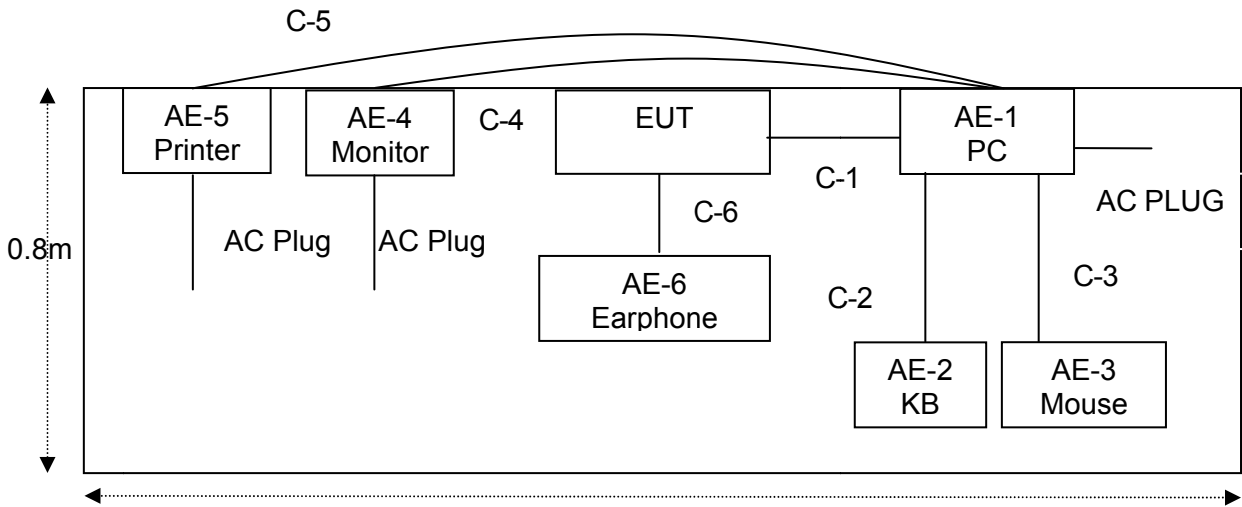 C-5
AE-5
Printer
AE-4
Monitor
C-4
EUT
AE-1
PC
C-1
AC PLUG
C-6
AC Plug
AC Plug
0.8m
AE-6
Earphone
C-2
C-3
AE-2
KB
AE-3
Mouse